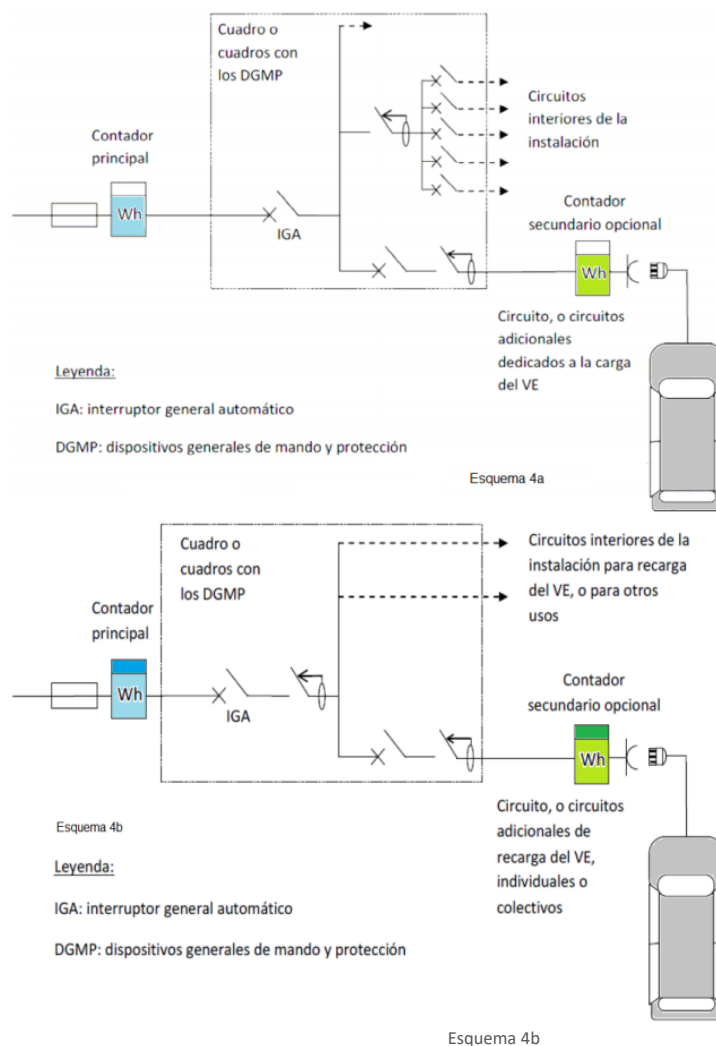 Cuadro o
cuadros con
los DGMP
Circuitos
interiores de la
instalación
Contador
principal
Wh
IGA
Contador
secundario opcional
Wh
Circuito, o circuitos
adicionales
dedicados a la carga
del VE
Leyenda:
IGA: interruptor general automático
DGMP: dispositivos generales de mando y protección
Esquema 4a
Cuadro o
cuadros con
los DGMP
Circuitos interiores de la
instalación para recarga
del VE, o para otros
usos
Contador
principal
Wh
IGA
Contador
secundario opcional
Wh
Circuito, o circuitos
adicionales de
recarga del VE,
individuales o
colectivos
Esquema 4b
Leyenda:
IGA: interruptor general automático
DGMP: dispositivos generales de mando y protección
Esquema 4b